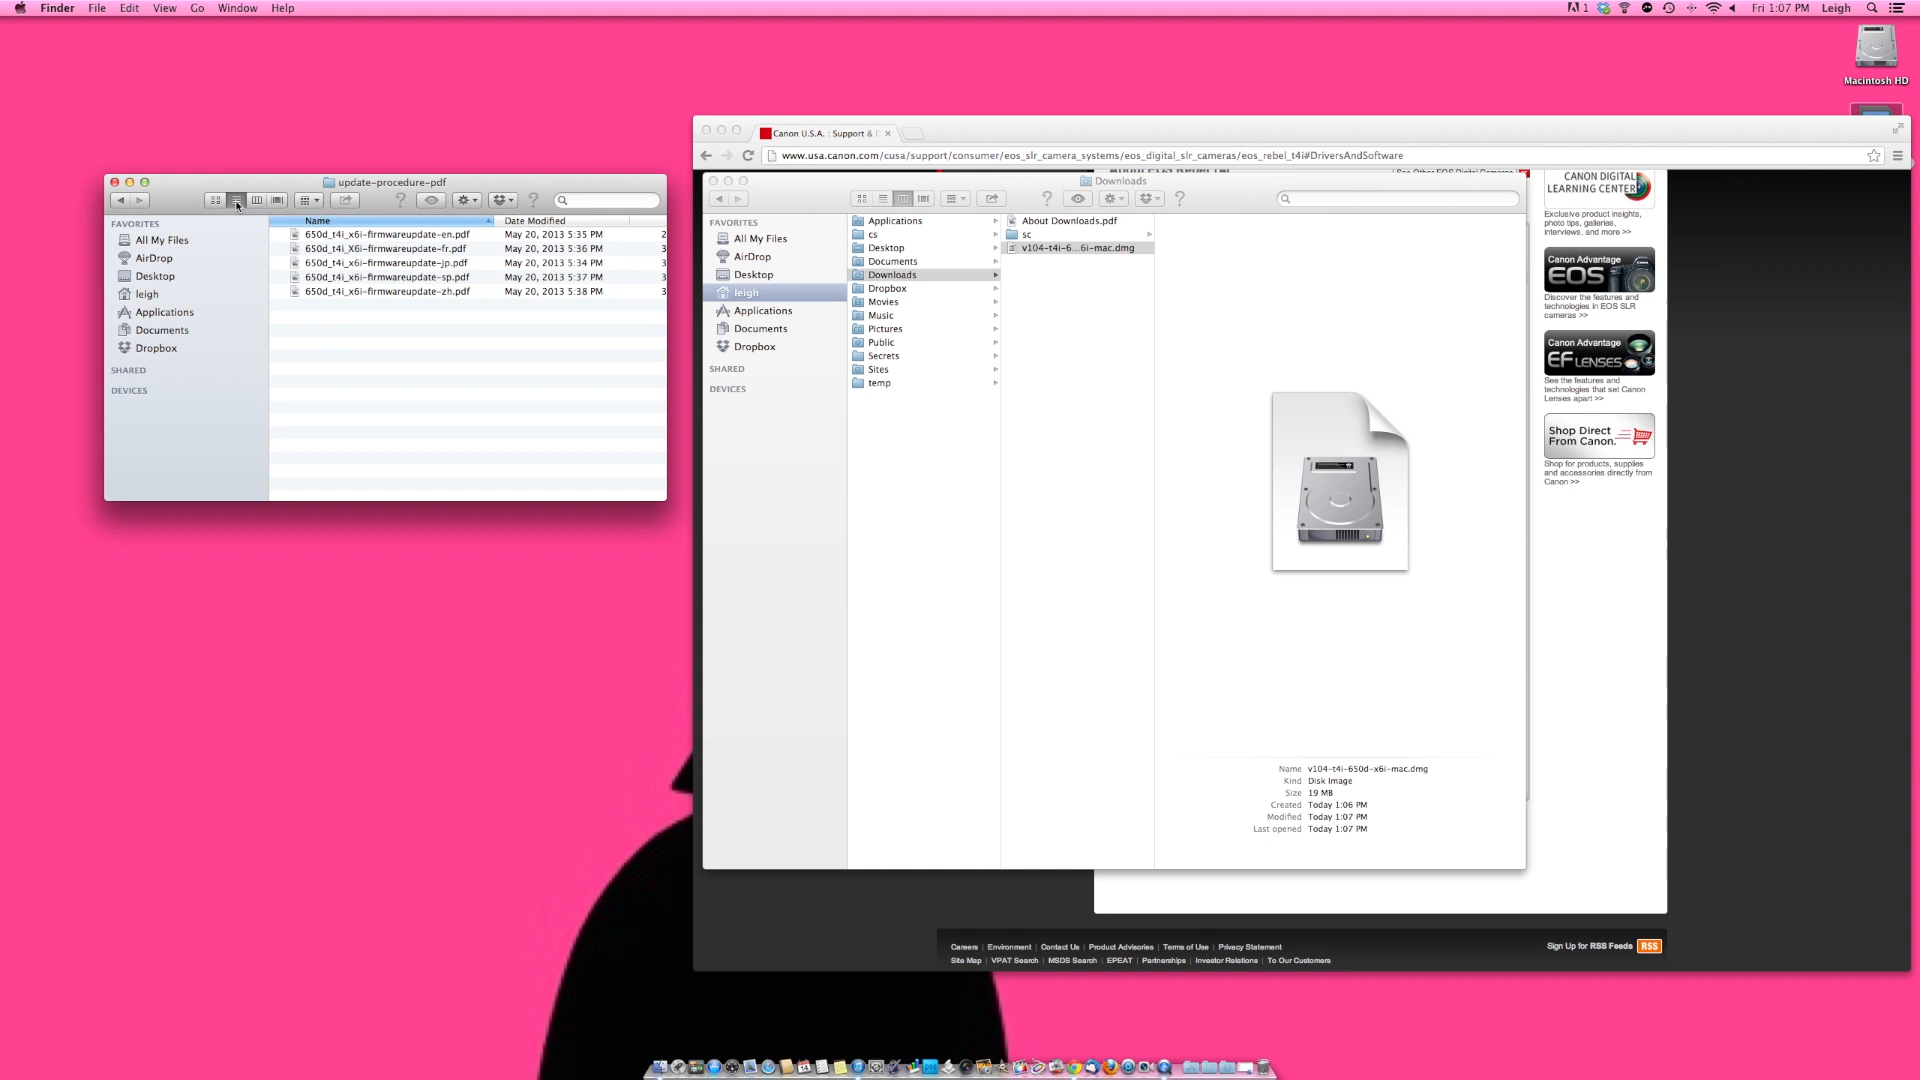 Finder File Edit View Go Window Help
1 Fri 1:07 PM Leigh
Macintosh HD
update-procedure-pdf
FAVORITES
All My Files
AirDrop
Desktop
leigh
Applications
Documents
Dropbox
SHARED
DEVICES
Name Date Modified
650d_t4i_x6i-firmwareupdate-en.pdf May 20, 2013 5:35 PM 2
650d_t4i_x6i-firmwareupdate-fr.pdf May 20, 2013 5:36 PM 3
650d_t4i_x6i-firmwareupdate-jp.pdf May 20, 2013 5:34 PM 3
650d_t4i_x6i-firmwareupdate-sp.pdf May 20, 2013 5:37 PM 3
650d_t4i_x6i-firmwareupdate-zh.pdf May 20, 2013 5:38 PM 3
Canon U.S.A. : Support &
www.usa.canon.com/cusa/support/consumer/eos_slr_camera_systems/eos_digital_slr_cameras/eos_rebel_t4i#DriversAndSoftware
Downloads
FAVORITES
All My Files
AirDrop
Desktop
leigh
Applications
Documents
Dropbox
SHARED
DEVICES
Applications
cs
Desktop
Documents
Downloads
Dropbox
Movies
Music
Pictures
Public
Secrets
Sites
temp
About Downloads.pdf
sc
v104-t4i-6...6i-mac.dmg
Name v104-t4i-650d-x6i-mac.dmg
Kind Disk Image
Size 19 MB
Created Today 1:06 PM
Modified Today 1:07 PM
Last opened Today 1:07 PM
CANON DIGITAL
LEARNING CENTER
Exclusive product insights,
photo tips, galleries,
interviews, and more >>
Canon Advantage
EOS
Discover the features and
technologies in EOS SLR
cameras >>
Canon Advantage
EF LENSES
See the features and
technologies that set Canon
Lenses apart >>
Shop Direct
From Canon.
Shop for products, supplies
and accessories directly from
Canon >>
Careers | Environment | Contact Us | Product Advisories | Terms of Use | Privacy Statement
Site Map | VPAT Search | MSDS Search | EPEAT | Partnerships | Investor Relations | To Our Customers
Sign Up for RSS Feeds RSS